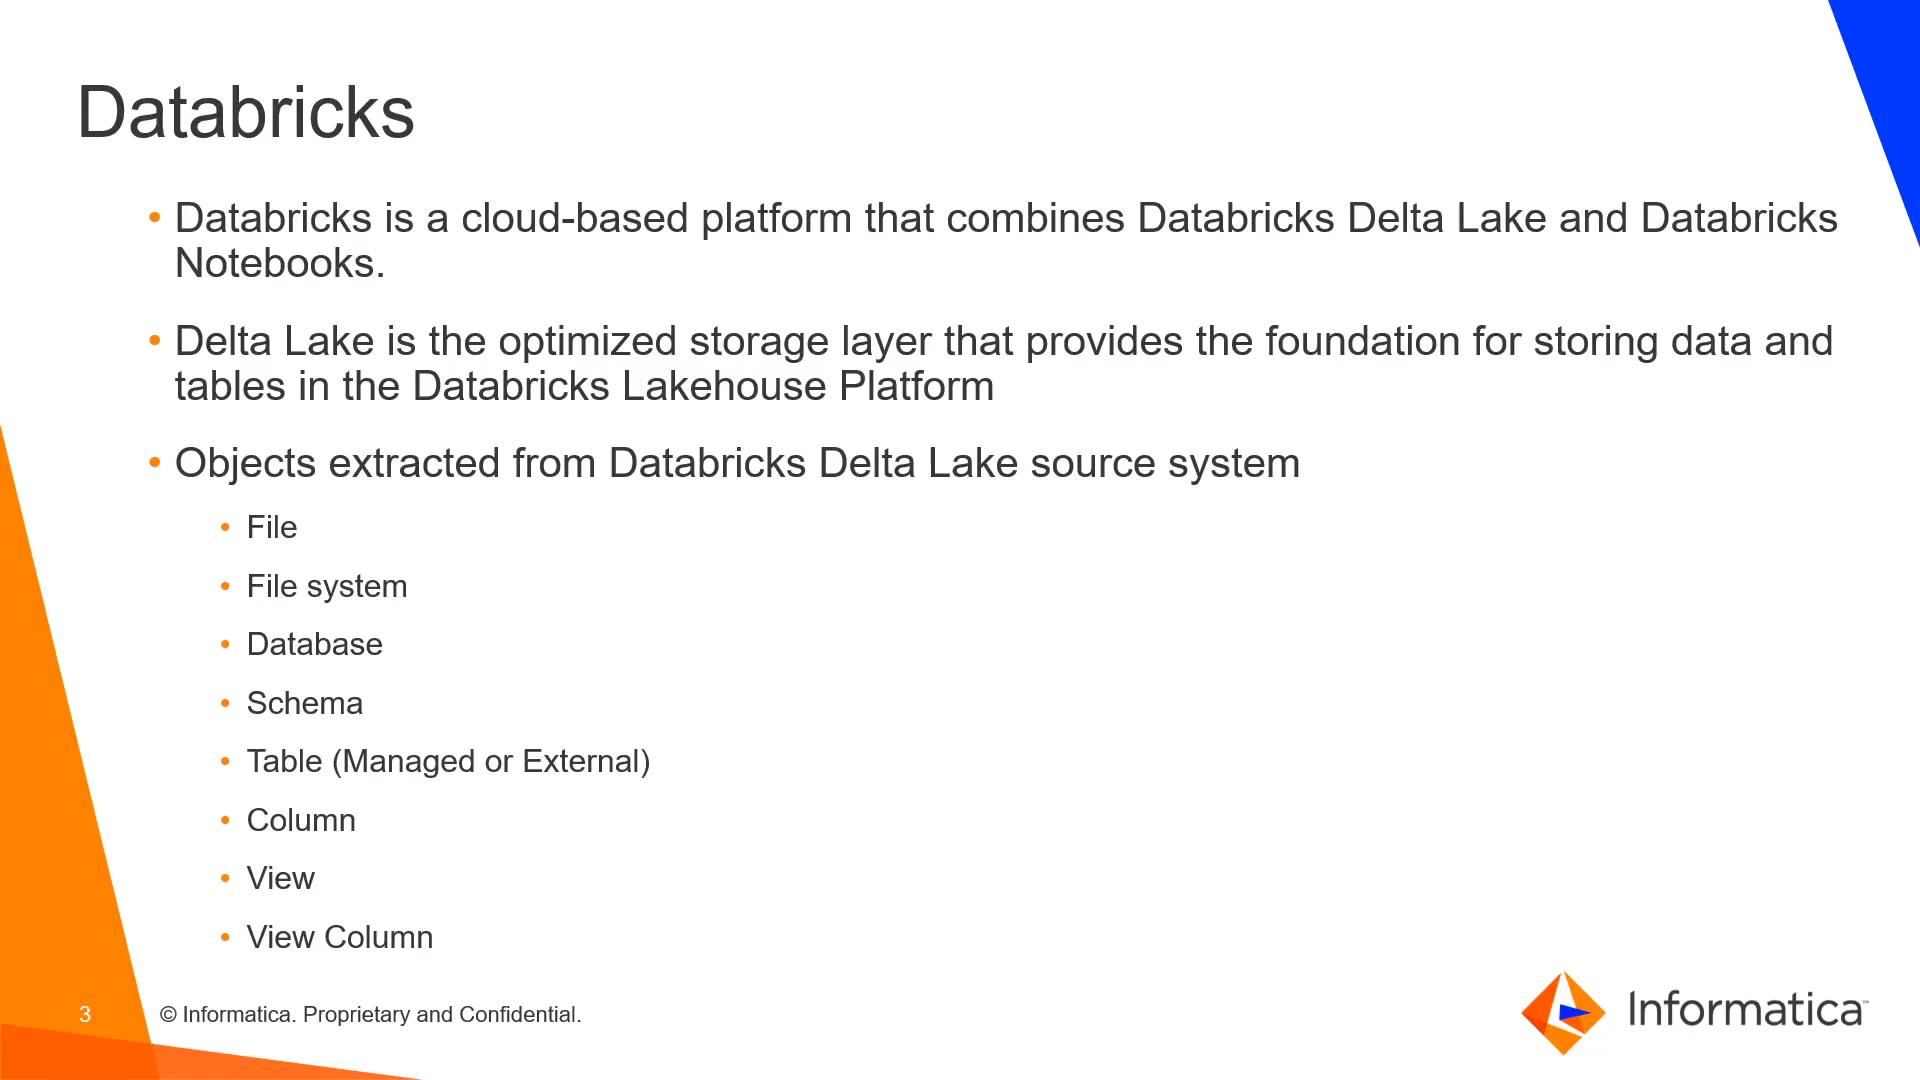 Databricks
• Databricks is a cloud-based platform that combines Databricks Delta Lake and Databricks
Notebooks.
• Delta Lake is the optimized storage layer that provides the foundation for storing data and
tables in the Databricks Lakehouse Platform
• Objects extracted from Databricks Delta Lake source system
• File
• File system
• Database
• Schema
• Table (Managed or External)
• Column
• View
• View Column
3
© Informatica. Proprietary and Confidential.
Informatica™